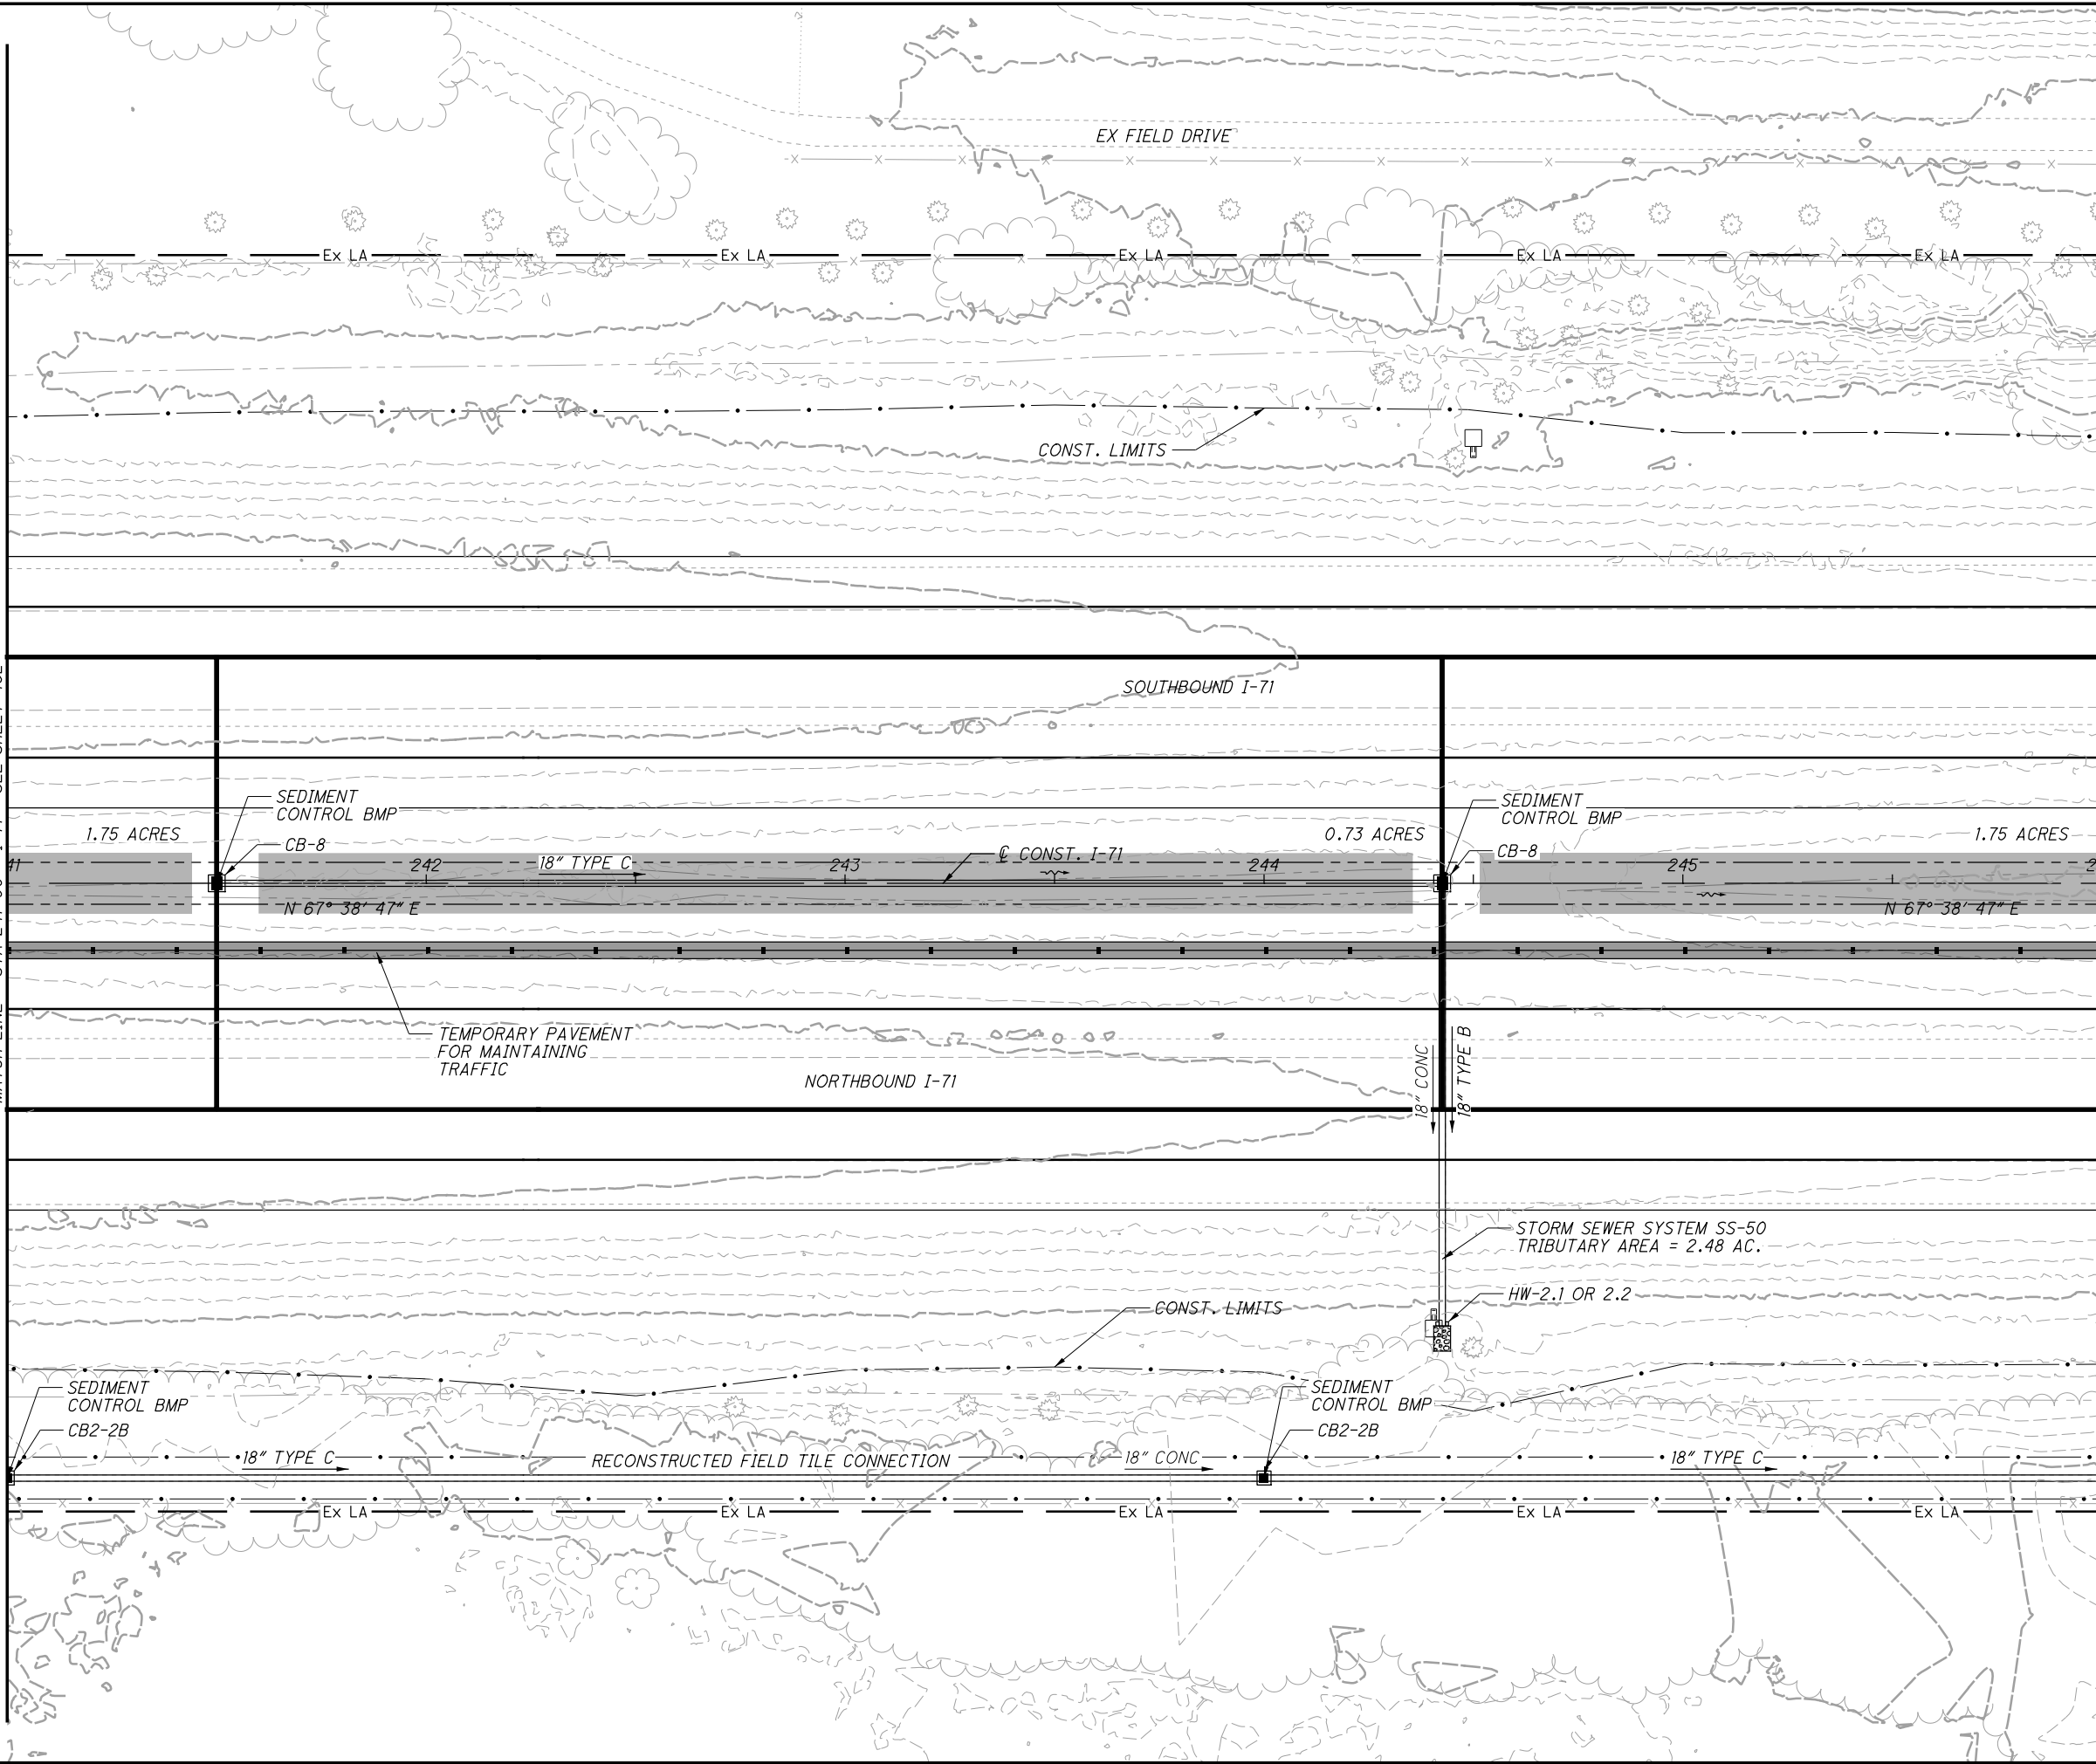 EX FIELD DRIVE
Ex LA
Ex LA
Ex LA
Ex LA
Ex LA
CONST. LIMITS
SOUTHBOUND I-71
SEDIMENT
CONTROL BMP
SEDIMENT
CONTROL BMP
1.75 ACRES
0.73 ACRES
1.75 ACRES
CB-8
CB-8
242
18" TYPE C
243
℄ CONST. I-71
244
245
N 67° 38' 47" E
N 67° 38' 47" E
TEMPORARY PAVEMENT
FOR MAINTAINING
TRAFFIC
NORTHBOUND I-71
18" CONC
18" TYPE B
STORM SEWER SYSTEM SS-50
TRIBUTARY AREA = 2.48 AC.
HW-2.1 OR 2.2
CONST. LIMITS
SEDIMENT
CONTROL BMP
CB2-2B
SEDIMENT
CONTROL BMP
CB2-2B
18" TYPE C
RECONSTRUCTED FIELD TILE CONNECTION
18" CONC
18" TYPE C
Ex LA
Ex LA
Ex LA
Ex LA
Ex LA